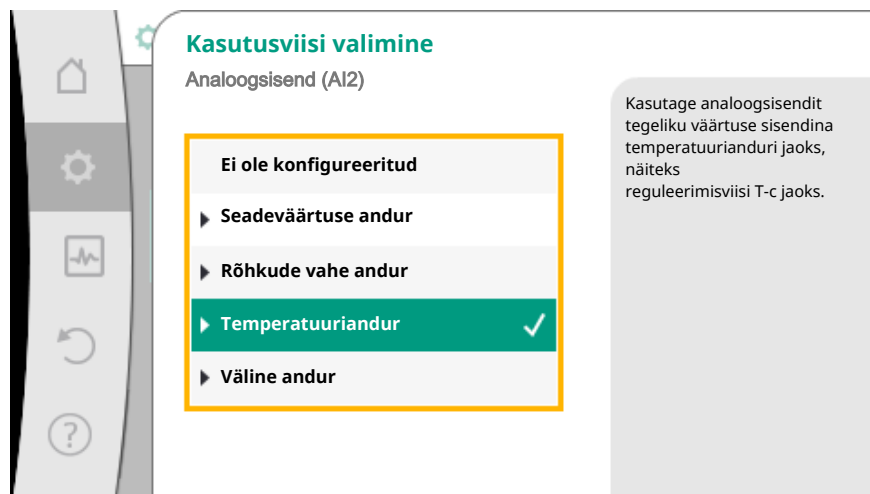 Kasutusviisi valimine
Analoogsisend (AI2)
Ei ole konfigureeritud
Seadeväärtuse andur
Rõhkude vahe andur
Temperatuuriandur
Väline andur
Kasutage analoogsisendit
tegeliku väärtuse sisendina
temperatuurianduri jaoks,
näiteks
reguleerimisviisi T-c jaoks.
?